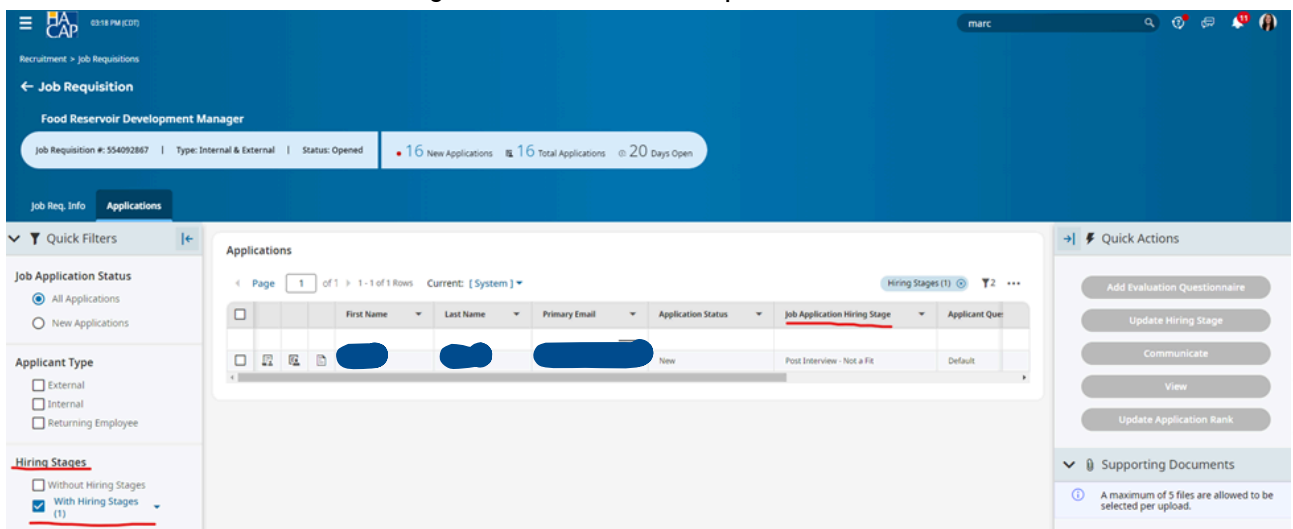 HA
CAP
03:18 PM (CDT)
marc
11
Recruitment > Job Requisitions
← Job Requisition
Food Reservoir Development Manager
Job Requisition #: 554092867 | Type: Internal & External | Status: Opened
16 New Applications 16 Total Applications 20 Days Open
Job Req. Info Applications
Quick Filters
Job Application Status
All Applications
New Applications
Applicant Type
External
Internal
Returning Employee
Hiring Stages
Without Hiring Stages
With Hiring Stages
(1)
Applications
Page 1 of 1 1 - 1 of 1 Rows Current: [ System ]
Hiring Stages (1) 2 •••
First Name Last Name Primary Email Application Status Job Application Hiring Stage Applicant Que
New Post Interview - Not a Fit Default
Quick Actions
Add Evaluation Questionnaire
Update Hiring Stage
Communicate
View
Update Application Rank
Supporting Documents
A maximum of 5 files are allowed to be
selected per upload.